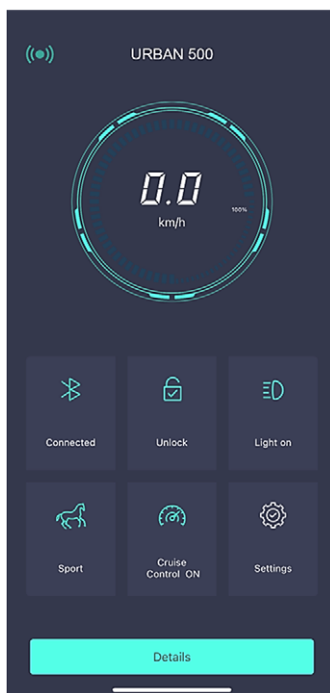 URBAN 500
0.0
km/h
100%
Connected
Unlock
Light on
Sport
Cruise
Control ON
Settings
Details